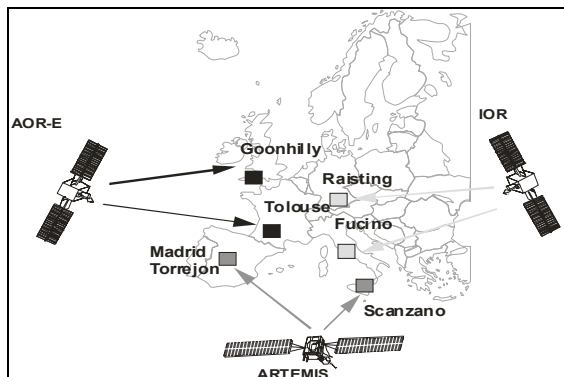 AOR-E
IOR
Goonhilly
Raisting
Tolouse
Fucino
Madrid
Torrejon
Scanzano
ARTEMIS